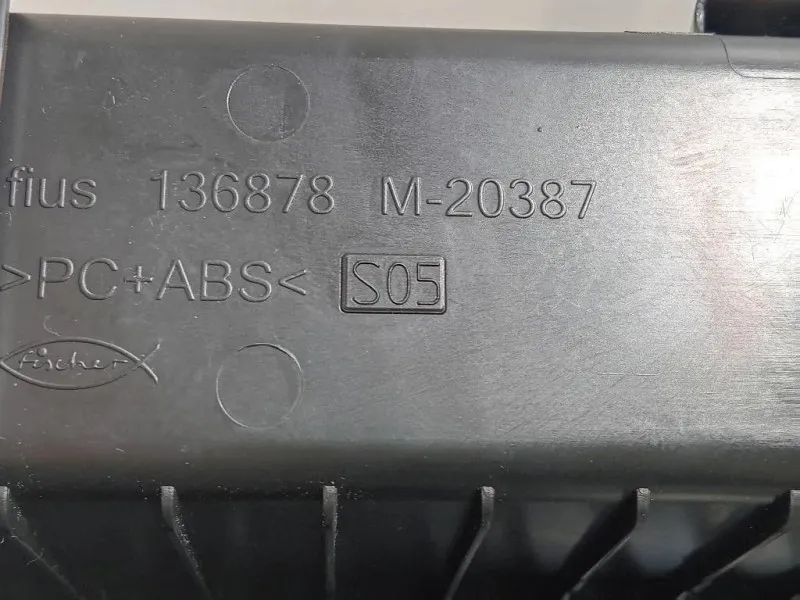 fius 136878 M-20387
>PC+ABS< S05
fischer